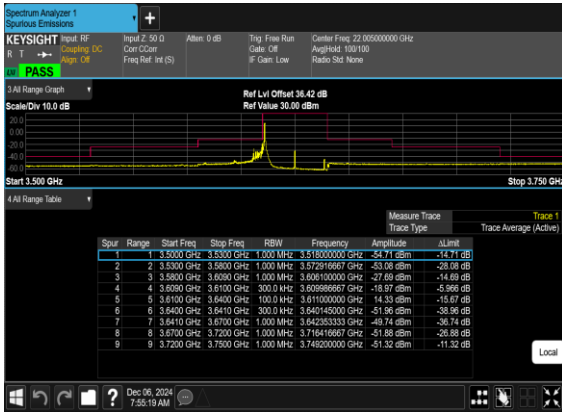 Spectrum Analyzer 1
Spurious Emissions
KEYSIGHT Input: RF Input Z: 50 Ω Atten: 0 dB Trig: Free Run Center Freq: 22.005000000 GHz
R T Coupling: DC Corr CCorr Gate: Off Avg|Hold: 100/100
Align: Off Freq Ref: Int (S) IF Gain: Low Radio Std: None
PASS
3 All Range Graph
Scale/Div 10.0 dB
Ref Lvl Offset 36.42 dB
Ref Value 30.00 dBm
20.0
0.00
-20.0
-40.0
-60.0
Start 3.500 GHz Stop 3.750 GHz
4 All Range Table
Measure Trace Trace 1
Trace Type Trace Average (Active)
Spur Range Start Freq Stop Freq RBW Frequency Amplitude ΔLimit
1 1 3.5000 GHz 3.5300 GHz 1.000 MHz 3.518000000 GHz -54.71 dBm -14.71 dB
2 2 3.5300 GHz 3.5800 GHz 1.000 MHz 3.572916667 GHz -53.08 dBm -28.08 dB
3 3 3.5800 GHz 3.6090 GHz 1.000 MHz 3.606100000 GHz -27.69 dBm -14.69 dB
4 4 3.6090 GHz 3.6100 GHz 300.0 kHz 3.609986667 GHz -18.97 dBm -5.966 dB
5 5 3.6100 GHz 3.6400 GHz 100.0 kHz 3.611000000 GHz 14.33 dBm -15.67 dB
6 6 3.6400 GHz 3.6410 GHz 300.0 kHz 3.640145000 GHz -51.96 dBm -38.96 dB
7 7 3.6410 GHz 3.6700 GHz 1.000 MHz 3.642353333 GHz -49.74 dBm -36.74 dB
8 8 3.6700 GHz 3.7200 GHz 1.000 MHz 3.716416667 GHz -51.88 dBm -26.88 dB
9 9 3.7200 GHz 3.7500 GHz 1.000 MHz 3.749200000 GHz -51.32 dBm -11.32 dB
Local
Dec 06, 2024
7:55:19 AM